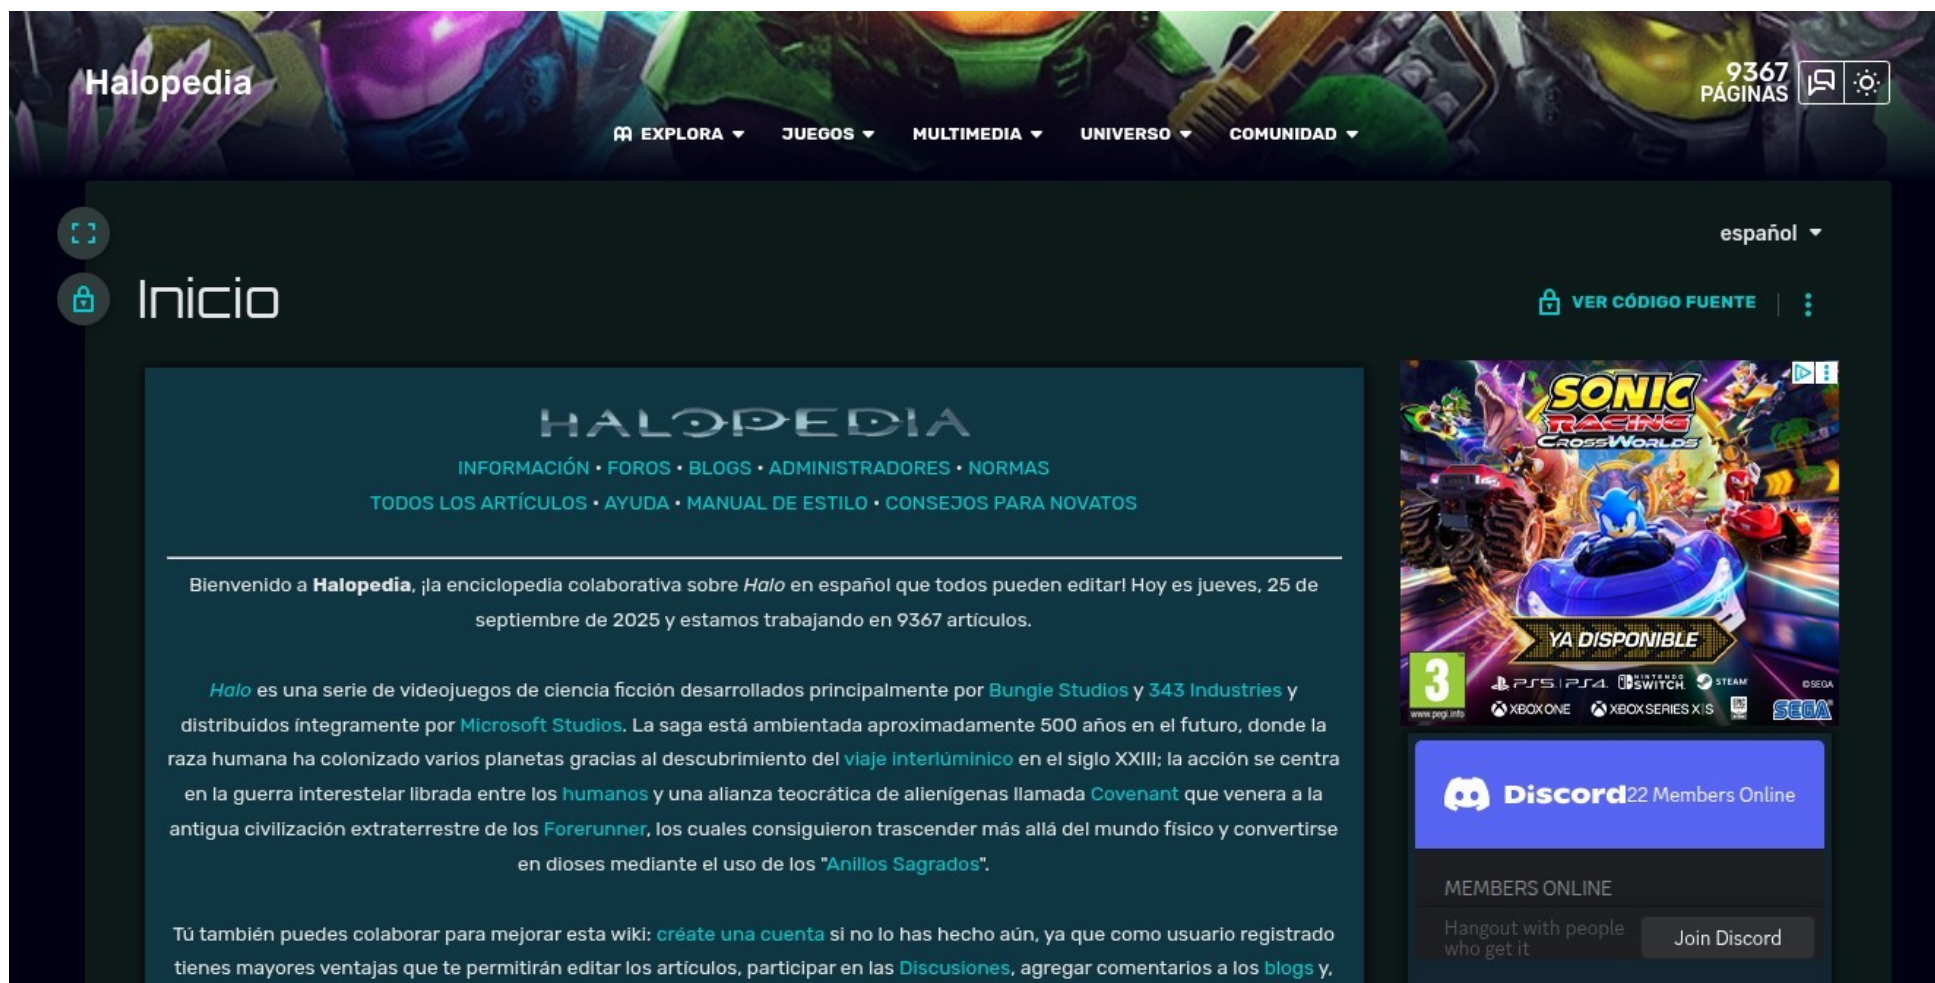 Halopedia
9367
PÁGINAS
EXPLORA
JUEGOS
MULTIMEDIA
UNIVERSO
COMUNIDAD
español
Inicio
VER CÓDIGO FUENTE
HALOPEDIA
INFORMACIÓN • FOROS • BLOGS • ADMINISTRADORES • NORMAS
TODOS LOS ARTÍCULOS • AYUDA • MANUAL DE ESTILO • CONSEJOS PARA NOVATOS
Bienvenido a Halopedia, ¡la enciclopedia colaborativa sobre Halo en español que todos pueden editar! Hoy es jueves, 25 de
septiembre de 2025 y estamos trabajando en 9367 artículos.
Halo es una serie de videojuegos de ciencia ficción desarrollados principalmente por Bungie Studios y 343 Industries y
distribuidos íntegramente por Microsoft Studios. La saga está ambientada aproximadamente 500 años en el futuro, donde la
raza humana ha colonizado varios planetas gracias al descubrimiento del viaje interlúminico en el siglo XXIII; la acción se centra
en la guerra interestelar librada entre los humanos y una alianza teocrática de alienígenas llamada Covenant que venera a la
antigua civilización extraterrestre de los Forerunner, los cuales consiguieron trascender más allá del mundo físico y convertirse
en dioses mediante el uso de los "Anillos Sagrados".
Tú también puedes colaborar para mejorar esta wiki: créate una cuenta si no lo has hecho aún, ya que como usuario registrado
tienes mayores ventajas que te permitirán editar los artículos, participar en las Discusiones, agregar comentarios a los blogs y,
SONIC
RACING
CROSSWORLDS
YA DISPONIBLE
3
www.pegi.info
PS5 | PS4 NINTENDO SWITCH STEAM ©SEGA
XBOX ONE XBOX SERIES X|S SEGA
Discord 22 Members Online
MEMBERS ONLINE
Hangout with people
who get it
Join Discord